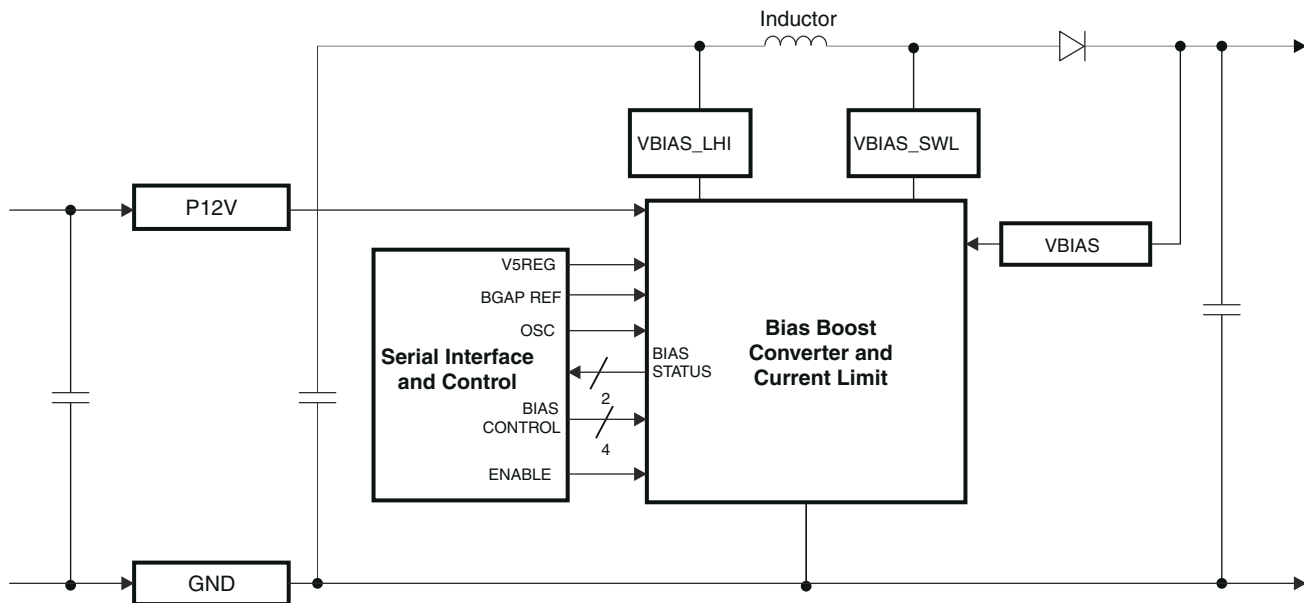 Inductor
VBIAS_LHI
VBIAS_SWL
P12V
VBIAS
V5REG
BGAP REF
OSC
Serial Interface
and Control
BIAS
STATUS
2
BIAS
CONTROL
4
ENABLE
Bias Boost
Converter and
Current Limit
GND